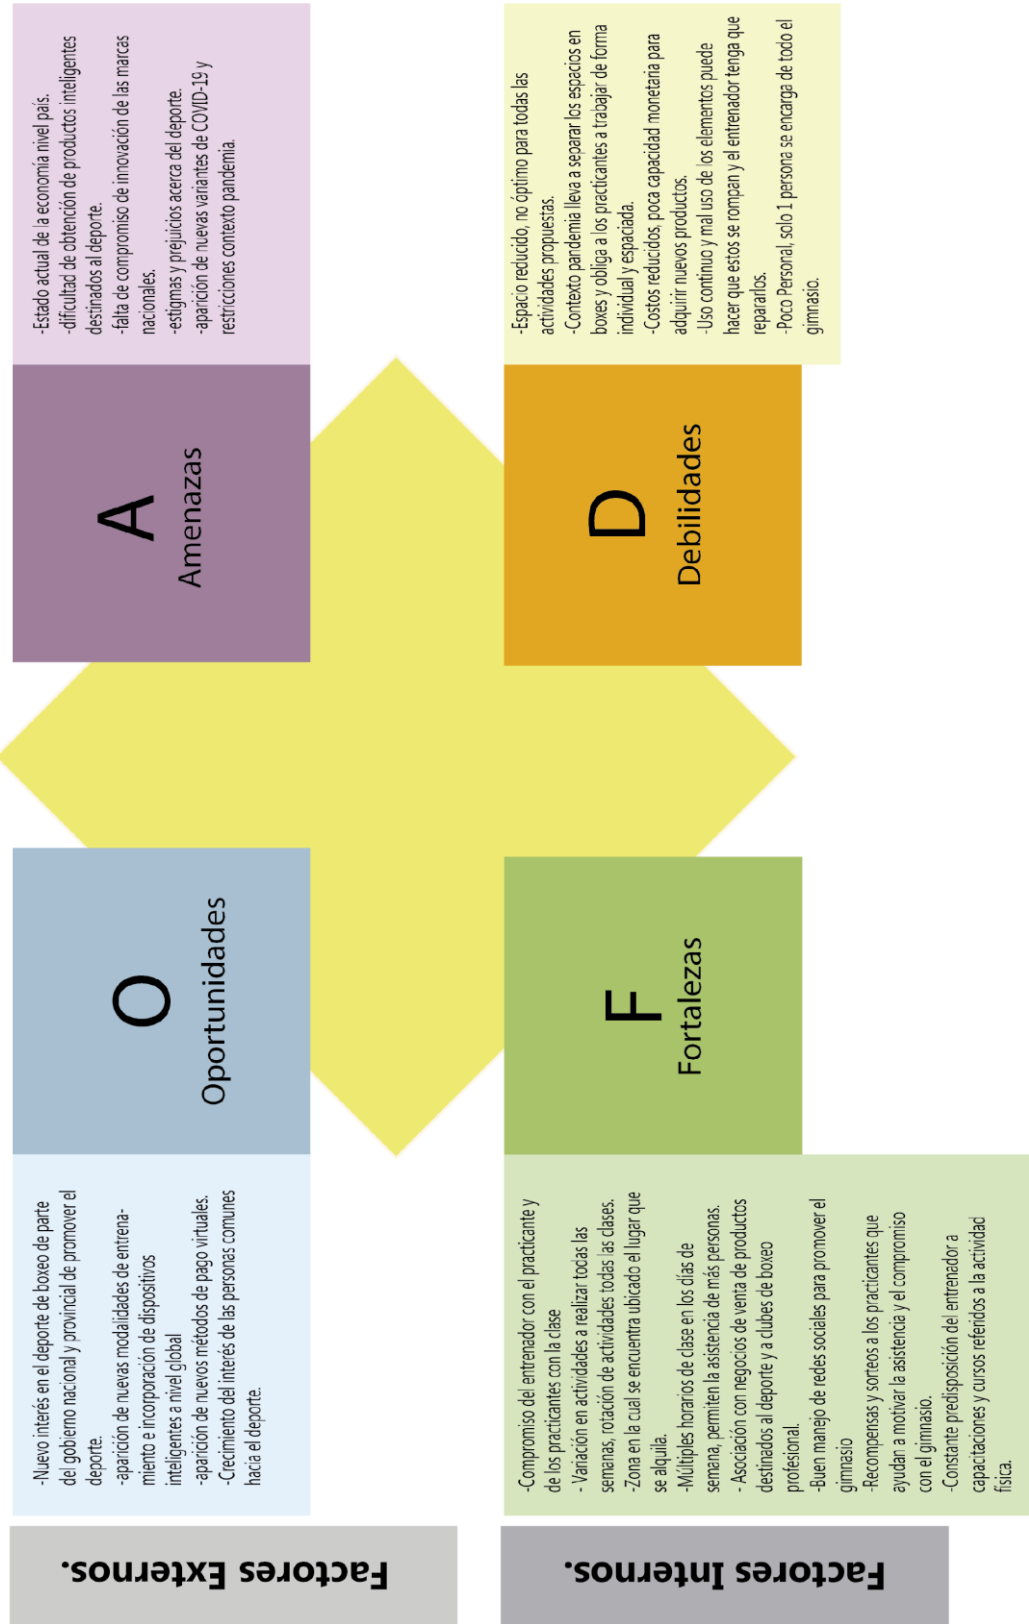 Factores Externos.
-Nuevo interés en el deporte de boxeo de parte
del gobierno nacional y provincial de promover el
deporte.
-aparición de nuevas modalidades de entrena-
miento e incorporación de dispositivos
inteligentes a nivel global
-aparición de nuevos métodos de pago virtuales.
-Crecimiento del interés de las personas comunes
hacia el deporte.
O
Oportunidades
A
Amenazas
-Estado actual de la economía nivel país.
-dificultad de obtención de productos inteligentes
destinados al deporte.
-falta de compromiso de innovación de las marcas
nacionales.
-estigmas y prejuicios acerca del deporte.
-aparición de nuevas variantes de COVID-19 y
restricciones contexto pandemia.
Factores Internos.
-Compromiso del entrenador con el practicante y
de los practicantes con la clase
- Variación en actividades a realizar todas las
semanas, rotación de actividades todas las clases.
-Zona en la cual se encuentra ubicado el lugar que
se alquila.
-Múltiples horarios de clase en los días de
semana, permiten la asistencia de más personas.
- Asociación con negocios de venta de productos
destinados al deporte y a clubes de boxeo
profesional.
-Buen manejo de redes sociales para promover el
gimnasio
-Recompensas y sorteos a los practicantes que
ayudan a motivar la asistencia y el compromiso
con el gimnasio.
-Constante predisposición del entrenador a
capacitaciones y cursos referidos a la actividad
física.
F
Fortalezas
D
Debilidades
-Espacio reducido, no óptimo para todas las
actividades propuestas.
-Contexto pandemia lleva a separar los espacios en
boxes y obliga a los practicantes a trabajar de forma
individual y espaciada.
-Costos reducidos, poca capacidad monetaria para
adquirir nuevos productos.
-Uso continuo y mal uso de los elementos puede
hacer que estos se rompan y el entrenador tenga que
repararlos.
-Poco Personal, solo 1 persona se encarga de todo el
gimnasio.